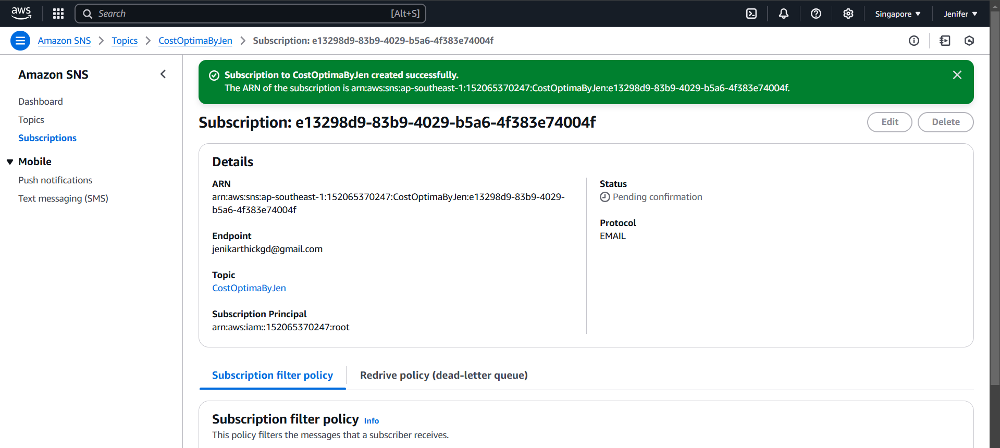 aws
Search
[Alt+S]
Singapore
Jenifer
Amazon SNS
Topics
CostOptimaByJen
Subscription: e13298d9-83b9-4029-b5a6-4f383e74004f
Amazon SNS
Dashboard
Topics
Subscriptions
Mobile
Push notifications
Text messaging (SMS)
Subscription to CostOptimaByJen created successfully.
The ARN of the subscription is arn:aws:sns:ap-southeast-1:152065370247:CostOptimaByJen:e13298d9-83b9-4029-b5a6-4f383e74004f.
Subscription: e13298d9-83b9-4029-b5a6-4f383e74004f
Edit
Delete
Details
ARN
arn:aws:sns:ap-southeast-1:152065370247:CostOptimaByJen:e13298d9-83b9-4029-
b5a6-4f383e74004f
Endpoint
jenikarthickgd@gmail.com
Topic
CostOptimaByJen
Subscription Principal
arn:aws:iam::152065370247:root
Status
Pending confirmation
Protocol
EMAIL
Subscription filter policy
Redrive policy (dead-letter queue)
Subscription filter policy Info
This policy filters the messages that a subscriber receives.